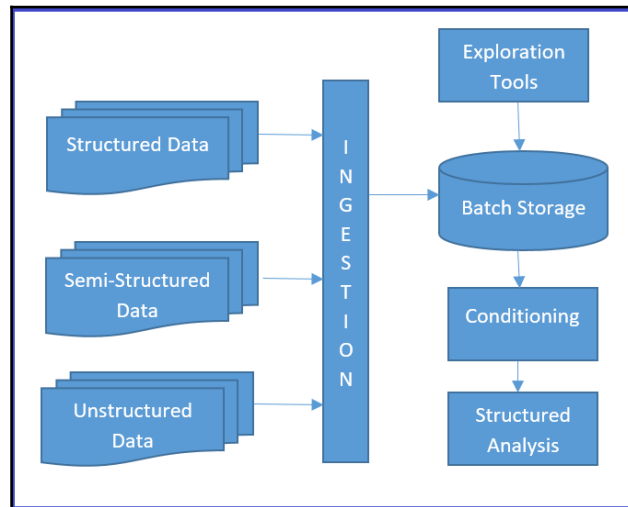 Structured Data
Semi-Structured
Data
Unstructured
Data
I
N
G
E
S
T
I
O
N
Exploration
Tools
Batch Storage
Conditioning
Structured
Analysis